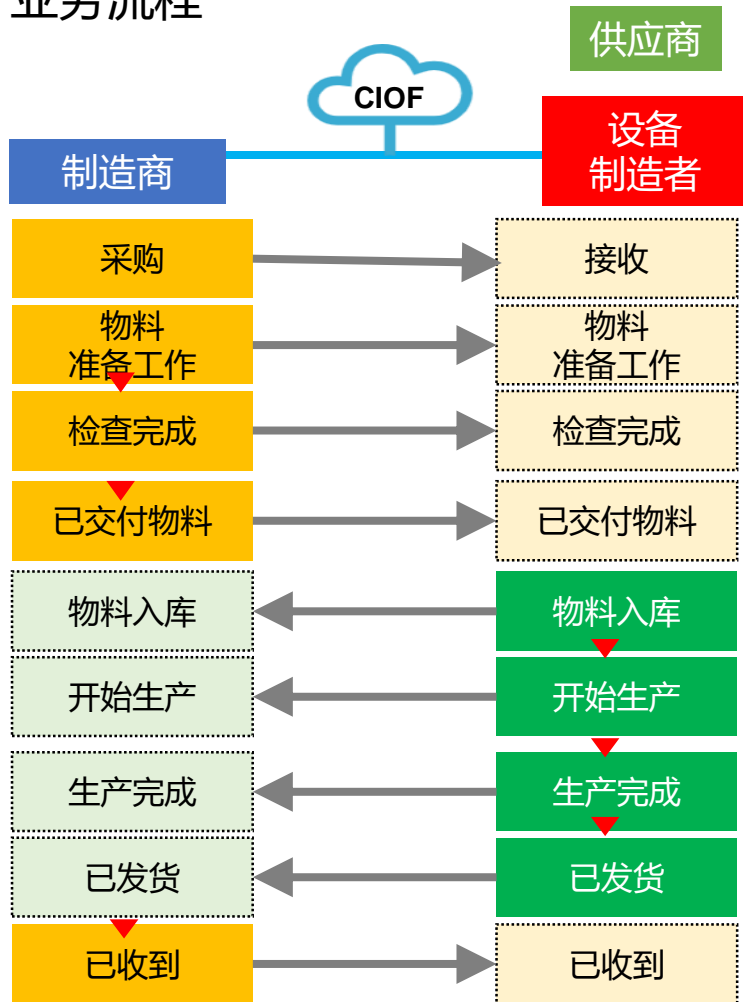 业务流程
供应商
CIOF
设备
制造者
制造商
采购
接收
物料
准备工作
物料
准备工作
检查完成
检查完成
已交付物料
已交付物料
物料入库
物料入库
开始生产
开始生产
生产完成
生产完成
已发货
已发货
已收到
已收到